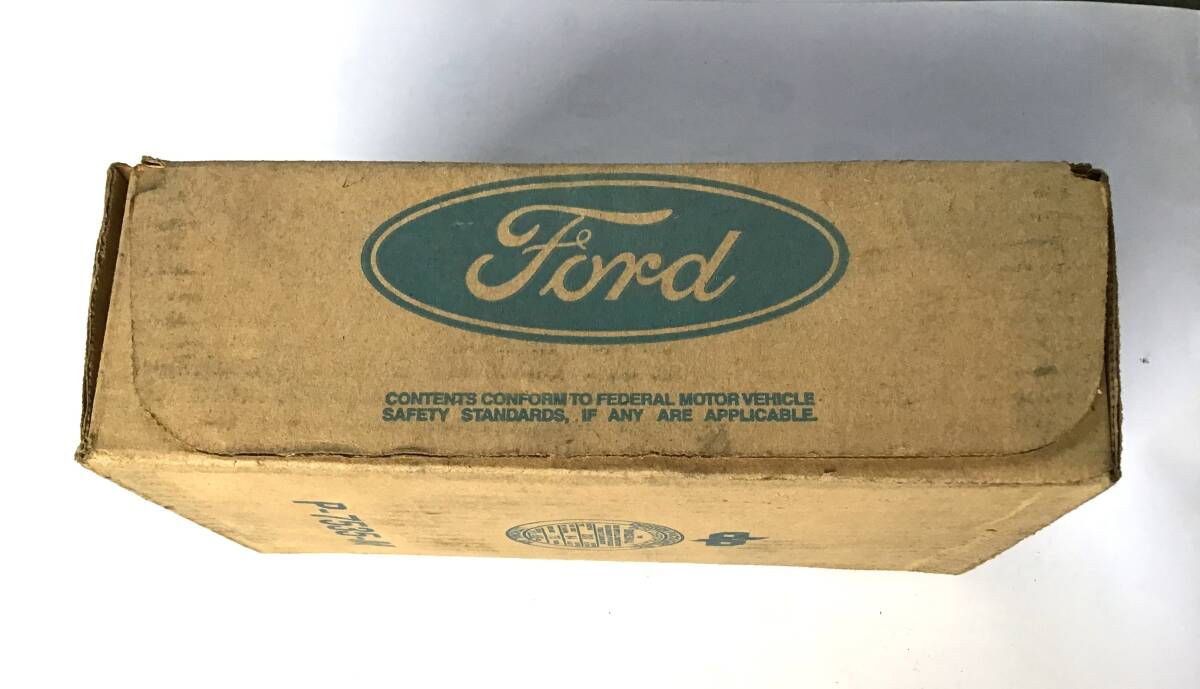 Ford
CONTENTS CONFORM TO FEDERAL MOTOR VEHICLE
SAFETY STANDARDS, IF ANY ARE APPLICABLE.